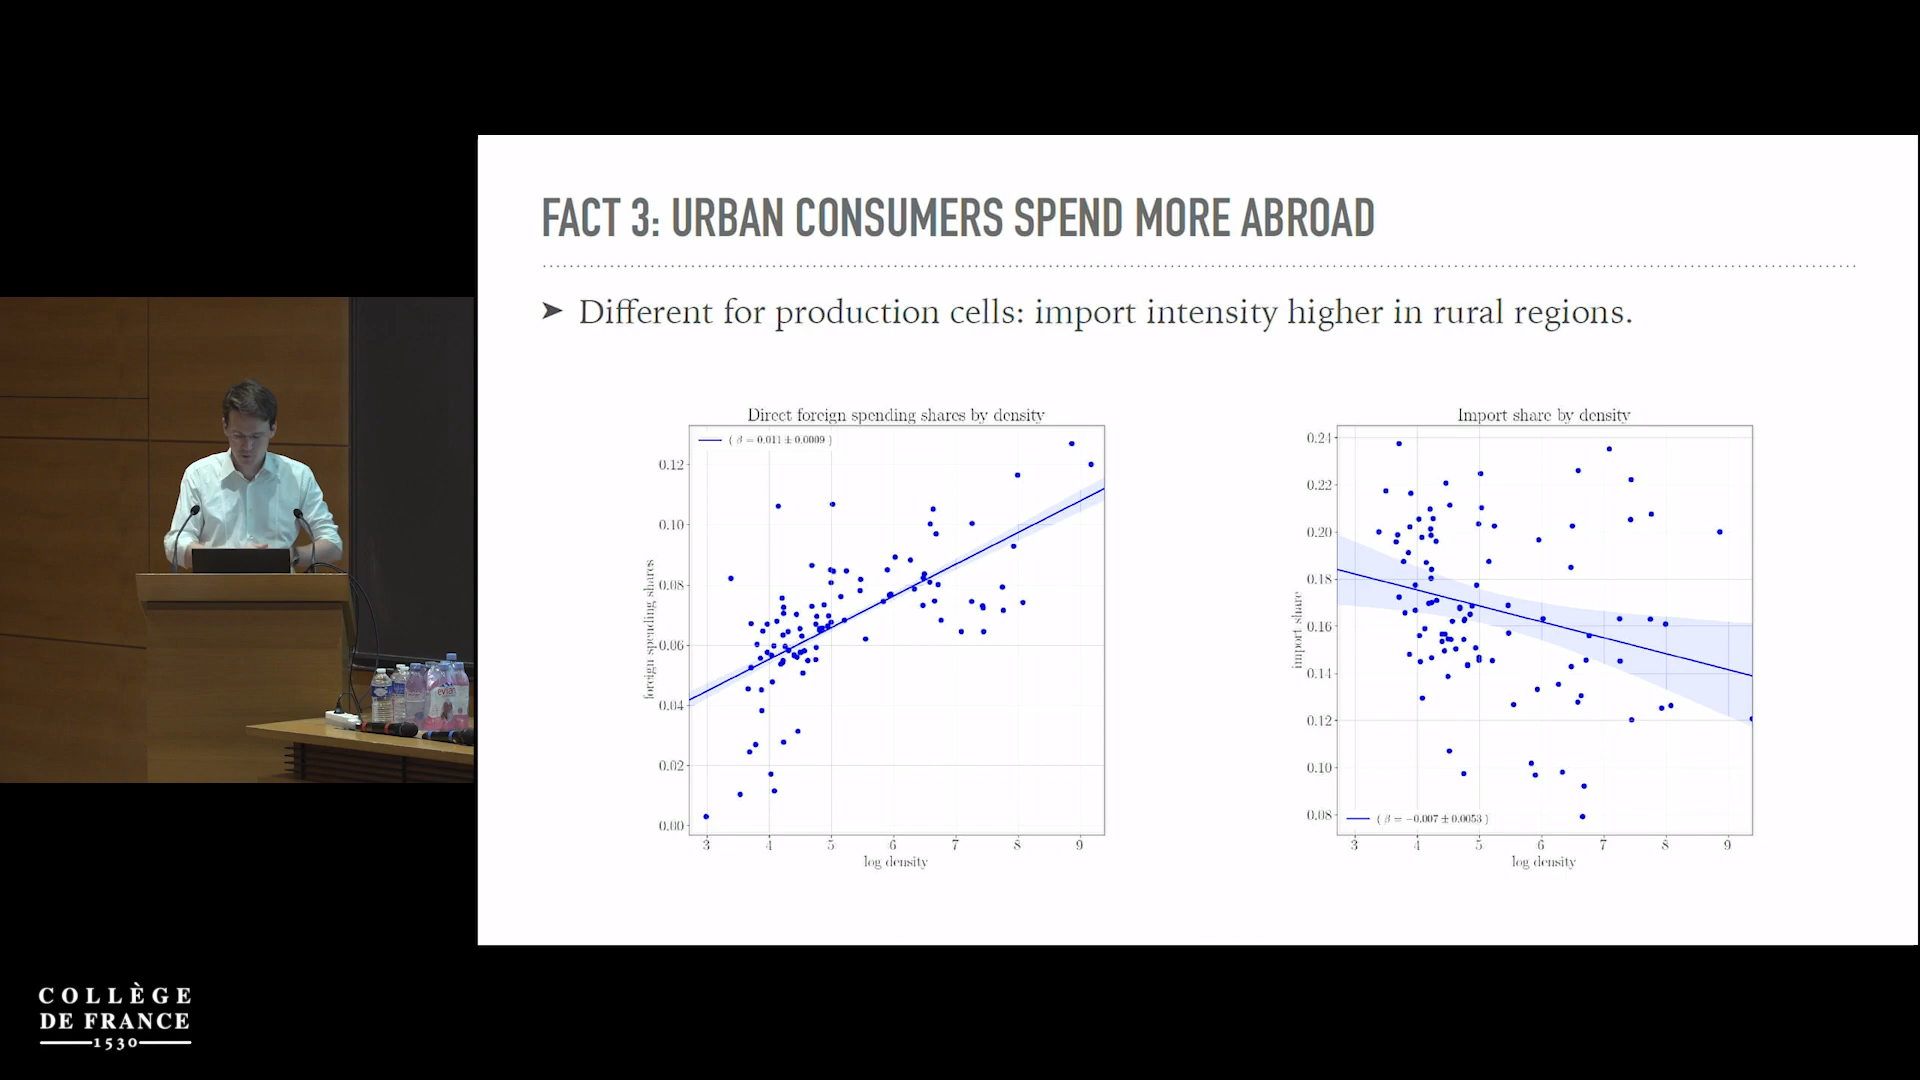 FACT 3: URBAN CONSUMERS SPEND MORE ABROAD
➤ Different for production cells: import intensity higher in rural regions.
Direct foreign spending shares by density
( β = 0.011 ± 0.0009 )
0.12
0.10
0.08
0.06
0.04
0.02
0.00
foreign spending shares
3 4 5 6 7 8 9
log density
Import share by density
0.24
0.22
0.20
0.18
0.16
0.14
0.12
0.10
0.08
import share
( β = −0.007 ± 0.0053 )
3 4 5 6 7 8 9
log density
evian
COLLÈGE
DE FRANCE
1530